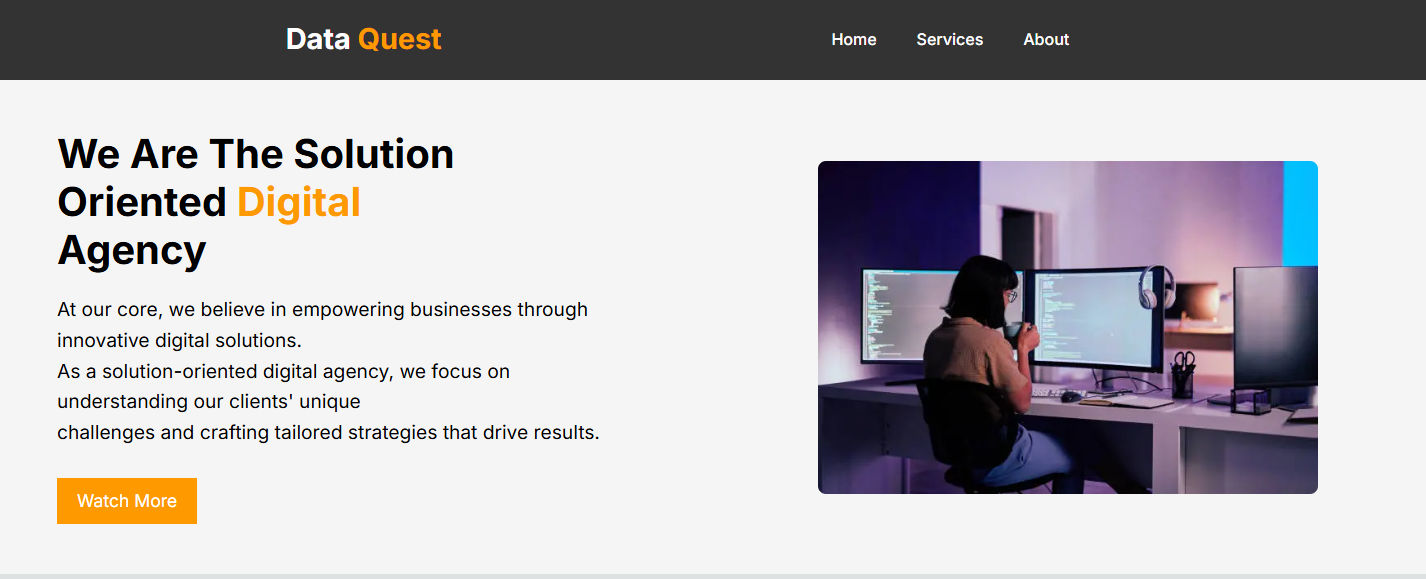 Data Quest
Home Services About
We Are The Solution
Oriented Digital
Agency
At our core, we believe in empowering businesses through
innovative digital solutions.
As a solution-oriented digital agency, we focus on
understanding our clients' unique
challenges and crafting tailored strategies that drive results.
Watch More